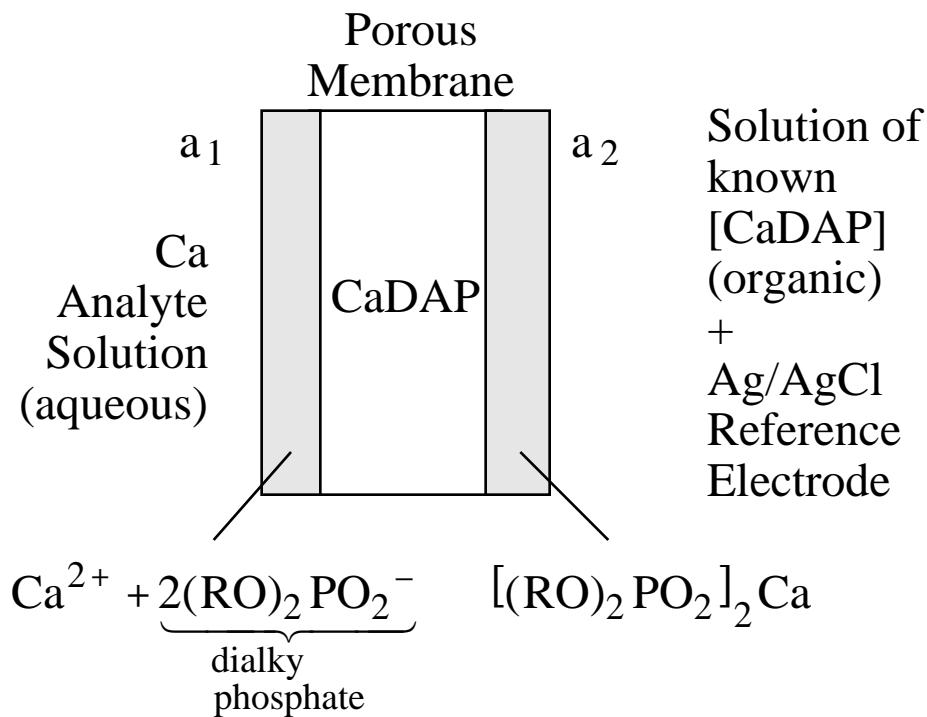 Porous
Membrane
a1
a2
Ca
Analyte
Solution
(aqueous)
CaDAP
Solution of
known
[CaDAP]
(organic)
+
Ag/AgCl
Reference
Electrode
Ca2+ + 2(RO)2 PO2−
[(RO)2 PO2]2 Ca
dialky
phosphate